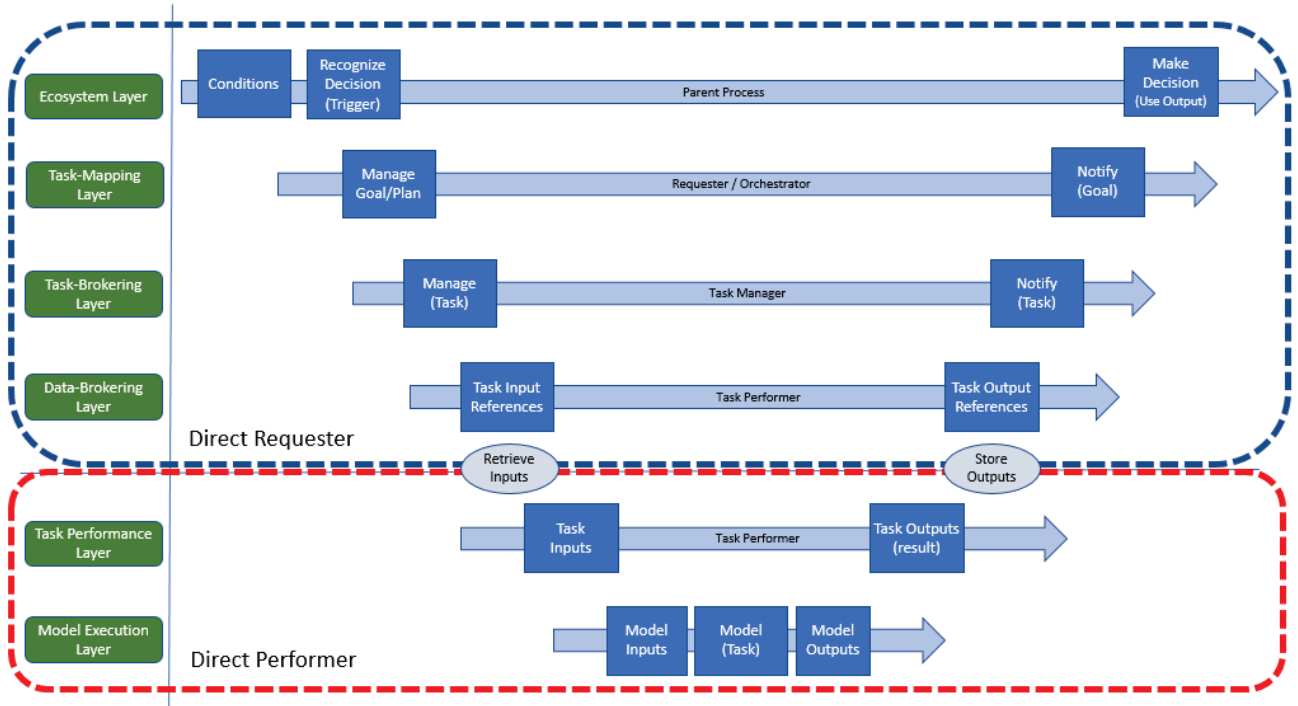 Ecosystem Layer
Conditions
Recognize
Decision
(Trigger)
Parent Process
Make
Decision
(Use Output)
Task-Mapping
Layer
Manage
Goal/Plan
Requester / Orchestrator
Notify
(Goal)
Task-Brokering
Layer
Manage
(Task)
Task Manager
Notify
(Task)
Data-Brokering
Layer
Task Input
References
Task Performer
Task Output
References
Direct Requester
Retrieve
Inputs
Store
Outputs
Task Performance
Layer
Task
Inputs
Task Performer
Task Outputs
(result)
Model Execution
Layer
Model
Inputs
Model
(Task)
Model
Outputs
Direct Performer